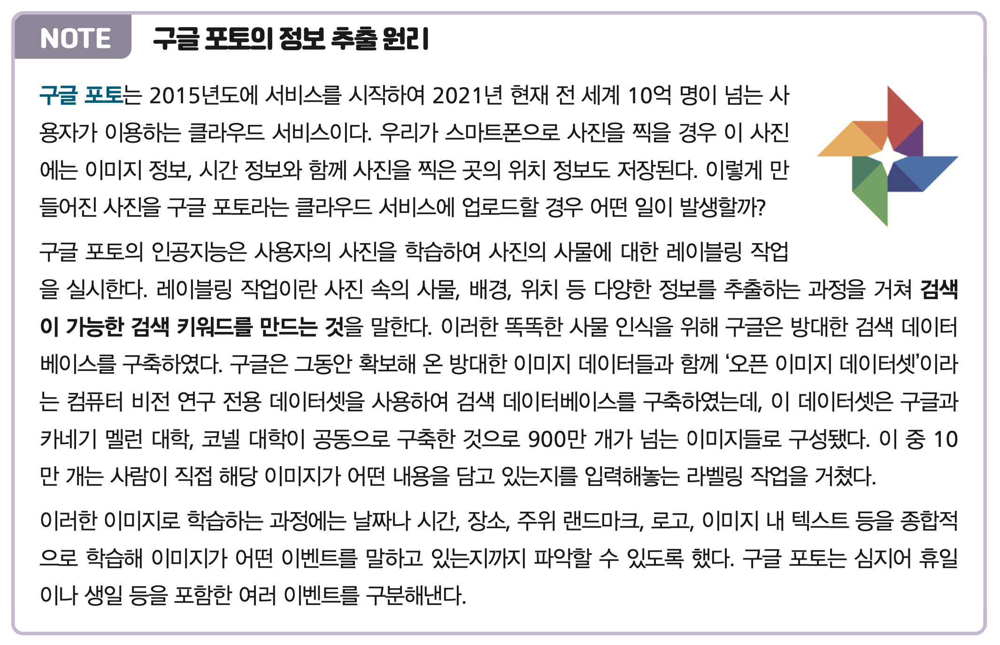 NOTE 구글 포토의 정보 추출 원리
구글 포토는 2015년도에 서비스를 시작하여 2021년 현재 전 세계 10억 명이 넘는 사
용자가 이용하는 클라우드 서비스이다. 우리가 스마트폰으로 사진을 찍을 경우 이 사진
에는 이미지 정보, 시간 정보와 함께 사진을 찍은 곳의 위치 정보도 저장된다. 이렇게 만
들어진 사진을 구글 포토라는 클라우드 서비스에 업로드할 경우 어떤 일이 발생할까?
구글 포토의 인공지능은 사용자의 사진을 학습하여 사진의 사물에 대한 레이블링 작업
을 실시한다. 레이블링 작업이란 사진 속의 사물, 배경, 위치 등 다양한 정보를 추출하는 과정을 거쳐 검색
이 가능한 검색 키워드를 만드는 것을 말한다. 이러한 똑똑한 사물 인식을 위해 구글은 방대한 검색 데이터
베이스를 구축하였다. 구글은 그동안 확보해 온 방대한 이미지 데이터들과 함께 ‘오픈 이미지 데이터셋’이라
는 컴퓨터 비전 연구 전용 데이터셋을 사용하여 검색 데이터베이스를 구축하였는데, 이 데이터셋은 구글과
카네기 멜런 대학, 코넬 대학이 공동으로 구축한 것으로 900만 개가 넘는 이미지들로 구성됐다. 이 중 10
만 개는 사람이 직접 해당 이미지가 어떤 내용을 담고 있는지를 입력해놓는 라벨링 작업을 거쳤다.
이러한 이미지로 학습하는 과정에는 날짜나 시간, 장소, 주위 랜드마크, 로고, 이미지 내 텍스트 등을 종합적
으로 학습해 이미지가 어떤 이벤트를 말하고 있는지까지 파악할 수 있도록 했다. 구글 포토는 심지어 휴일
이나 생일 등을 포함한 여러 이벤트를 구분해낸다.